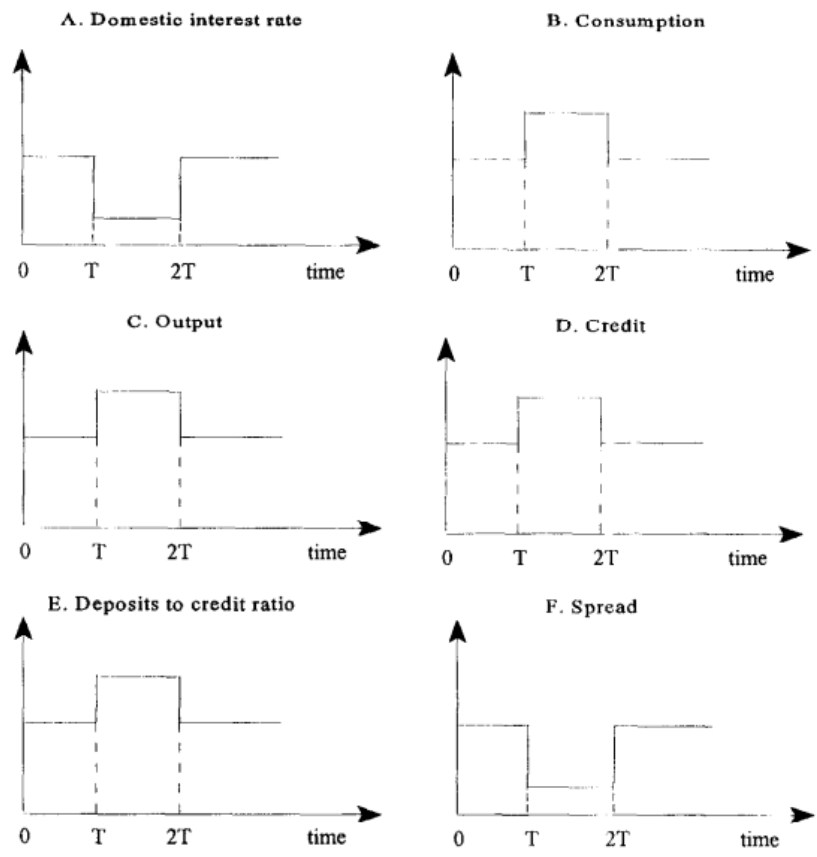 A. Domestic interest rate
0 T 2T time
B. Consumption
0 T 2T time
C. Output
0 T 2T time
D. Credit
0 T 2T time
E. Deposits to credit ratio
0 T 2T time
F. Spread
0 T 2T time